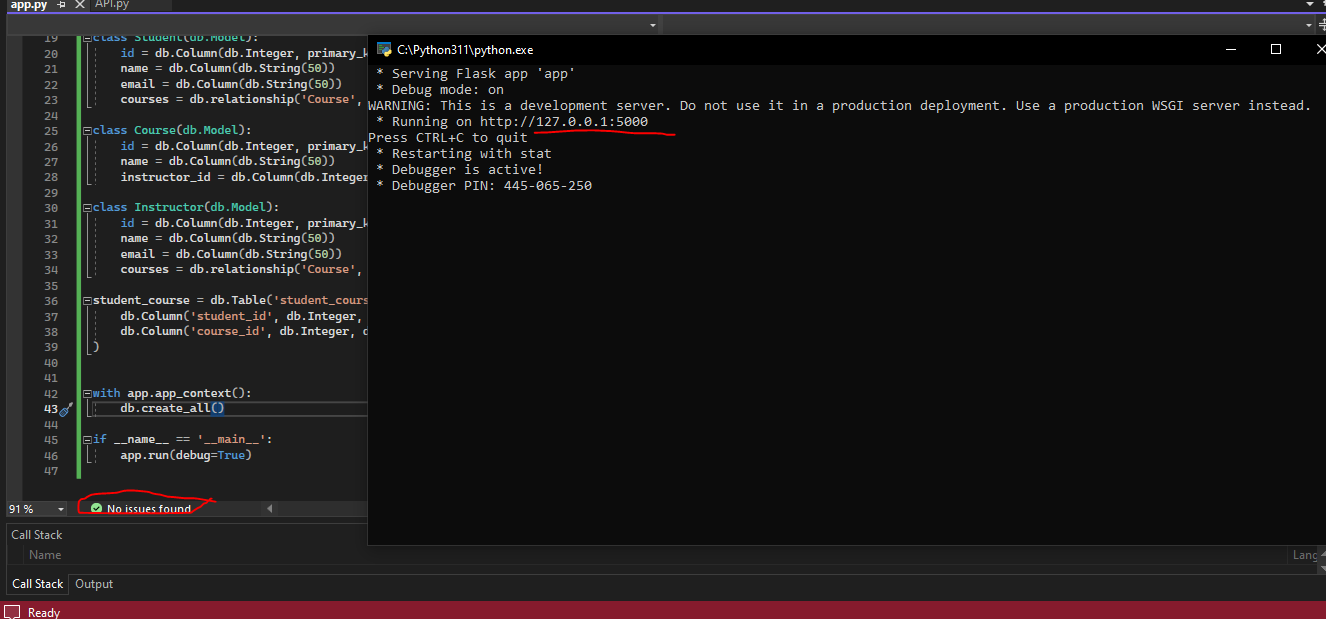 app.py API.py
19 class Student(db.Model):
20 id = db.Column(db.Integer, primary_k
21 name = db.Column(db.String(50))
22 email = db.Column(db.String(50))
23 courses = db.relationship('Course',
24
25 class Course(db.Model):
26 id = db.Column(db.Integer, primary_k
27 name = db.Column(db.String(50))
28 instructor_id = db.Column(db.Integer
29
30 class Instructor(db.Model):
31 id = db.Column(db.Integer, primary_k
32 name = db.Column(db.String(50))
33 email = db.Column(db.String(50))
34 courses = db.relationship('Course',
35
36 student_course = db.Table('student_cours
37 db.Column('student_id', db.Integer,
38 db.Column('course_id', db.Integer,
39 )
40
41
42 with app.app_context():
43 db.create_all()
44
45 if __name__ == '__main__':
46 app.run(debug=True)
47
91 % No issues found
C:\Python311\python.exe
* Serving Flask app 'app'
* Debug mode: on
WARNING: This is a development server. Do not use it in a production deployment. Use a production WSGI server instead.
* Running on http://127.0.0.1:5000
Press CTRL+C to quit
* Restarting with stat
* Debugger is active!
* Debugger PIN: 445-065-250
Call Stack
Name Lang
Call Stack Output
Ready